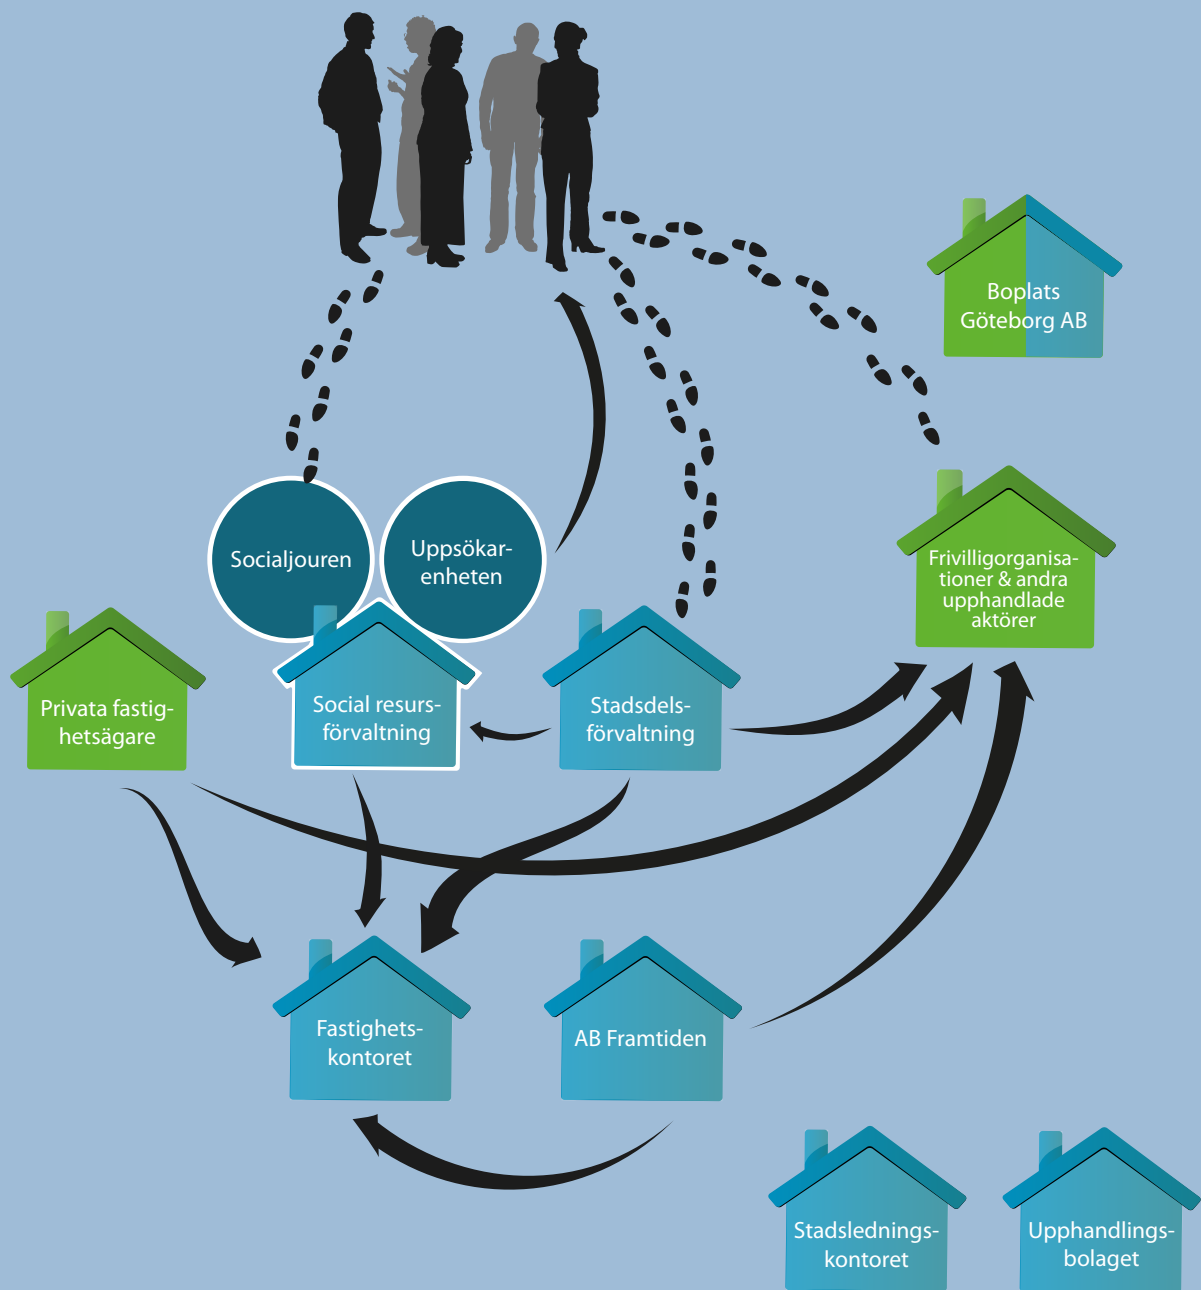 Boplats
Göteborg AB
Socialjouren
Uppsökar-
enheten
Frivilligorganisa-
tioner & andra
upphandlade
aktörer
Privata fastig-
hetsägare
Social resurs-
förvaltning
Stadsdels-
förvaltning
Fastighets-
kontoret
AB Framtiden
Stadslednings-
kontoret
Upphandlings-
bolaget